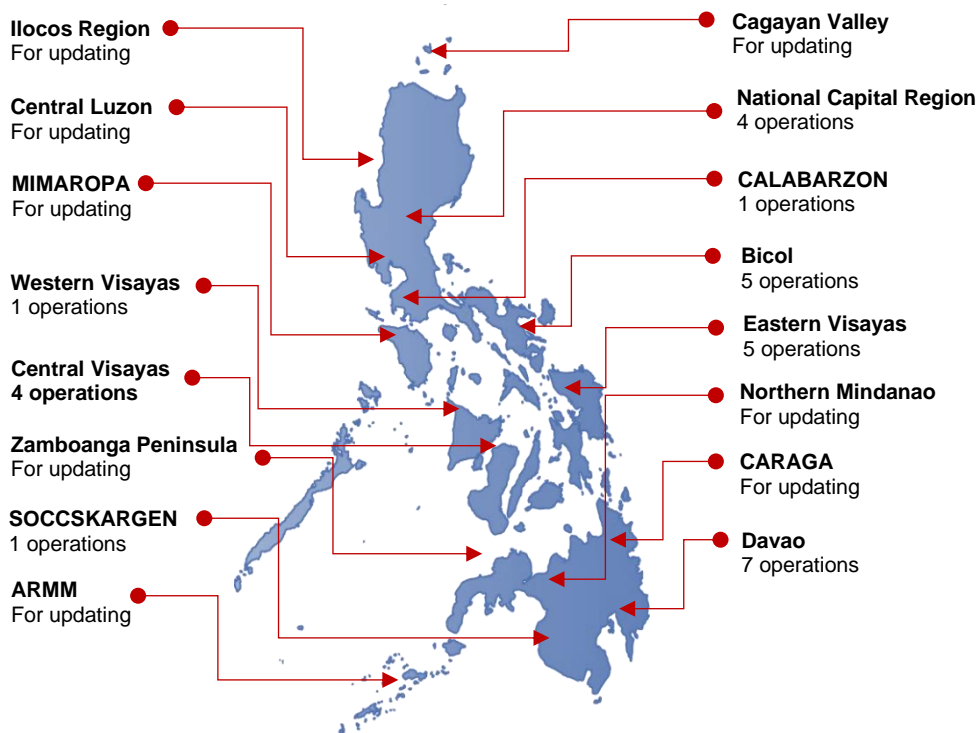 Ilocos Region
For updating
Central Luzon
For updating
MIMAROPA
For updating
Western Visayas
1 operations
Central Visayas
4 operations
Zamboanga Peninsula
For updating
SOCCSKARGEN
1 operations
ARMM
For updating
Cagayan Valley
For updating
National Capital Region
4 operations
CALABARZON
1 operations
Bicol
5 operations
Eastern Visayas
5 operations
Northern Mindanao
For updating
CARAGA
For updating
Davao
7 operations